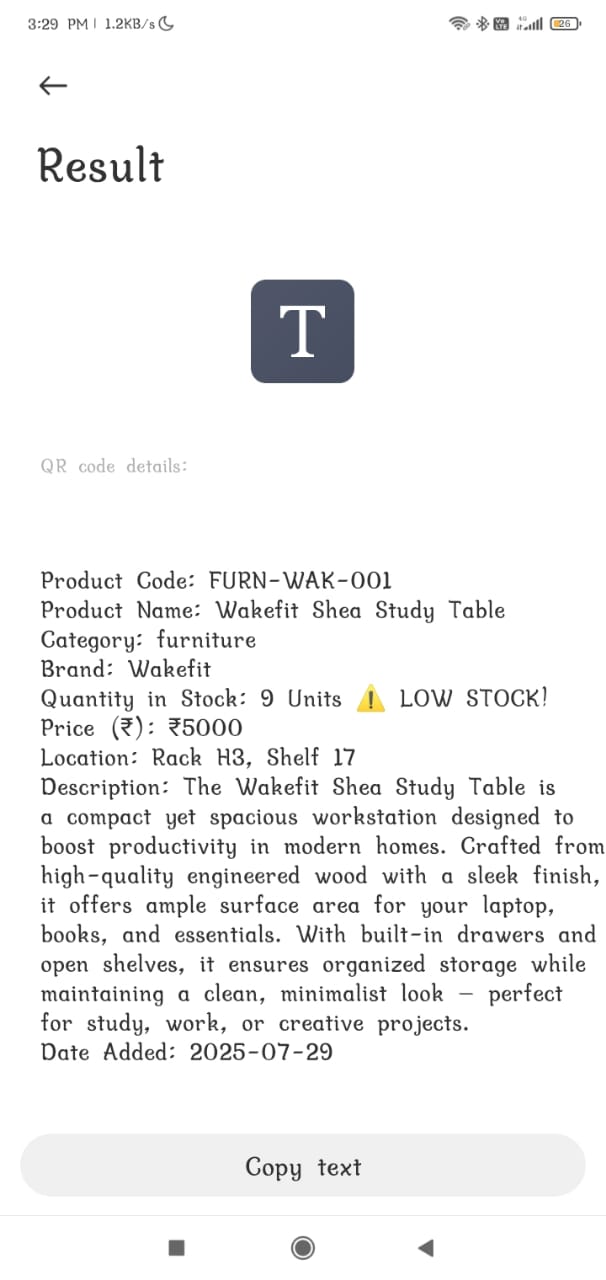 3:29 PM | 1.2KB/s
Vo LTE 4G 26
Result
T
QR code details:
Product Code: FURN-WAK-001
Product Name: Wakefit Shea Study Table
Category: furniture
Brand: Wakefit
Quantity in Stock: 9 Units ⚠️ LOW STOCK!
Price (₹): ₹5000
Location: Rack H3, Shelf 17
Description: The Wakefit Shea Study Table is
a compact yet spacious workstation designed to
boost productivity in modern homes. Crafted from
high-quality engineered wood with a sleek finish,
it offers ample surface area for your laptop,
books, and essentials. With built-in drawers and
open shelves, it ensures organized storage while
maintaining a clean, minimalist look – perfect
for study, work, or creative projects.
Date Added: 2025-07-29
Copy text